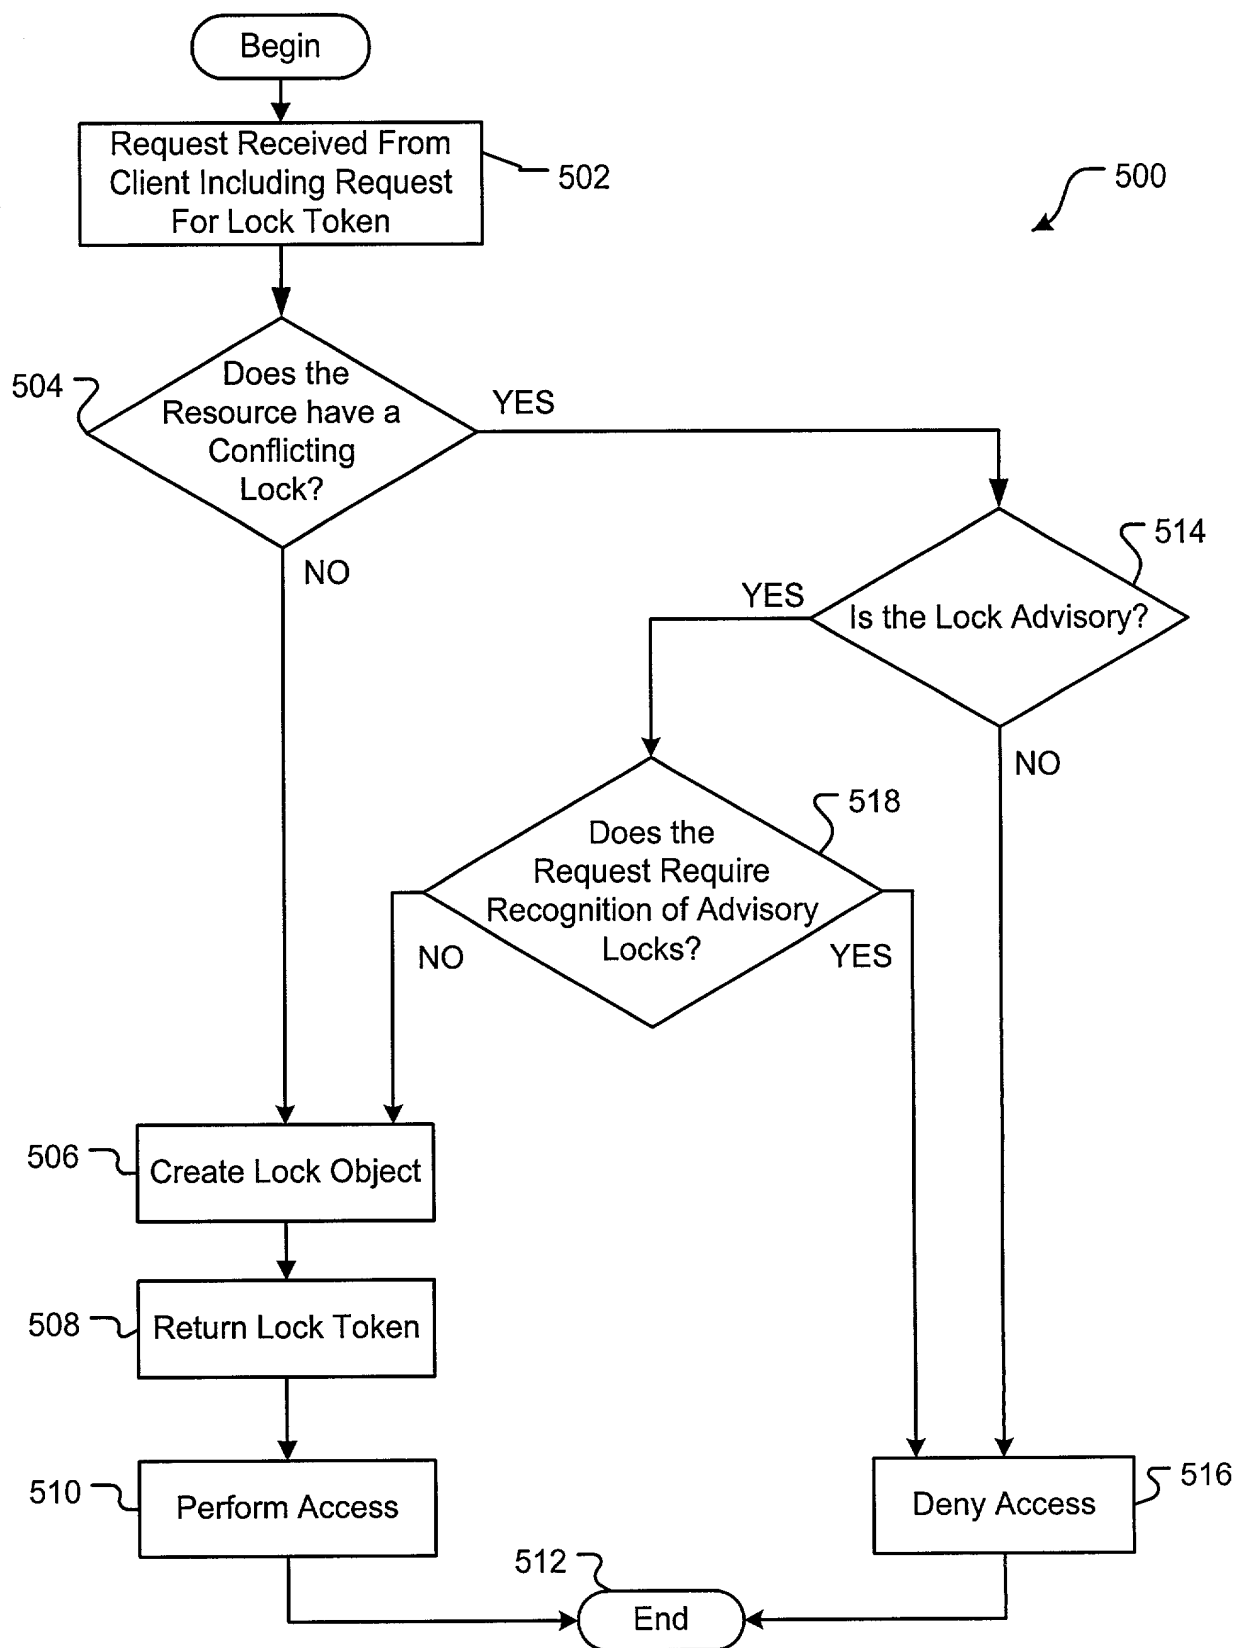 Begin
Request Received From
Client Including Request
For Lock Token
502
500
Does the
Resource have a
Conflicting
Lock?
504
YES
NO
514
Is the Lock Advisory?
YES
NO
518
Does the
Request Require
Recognition of Advisory
Locks?
NO
YES
506
Create Lock Object
508
Return Lock Token
510
Perform Access
Deny Access
516
512
End